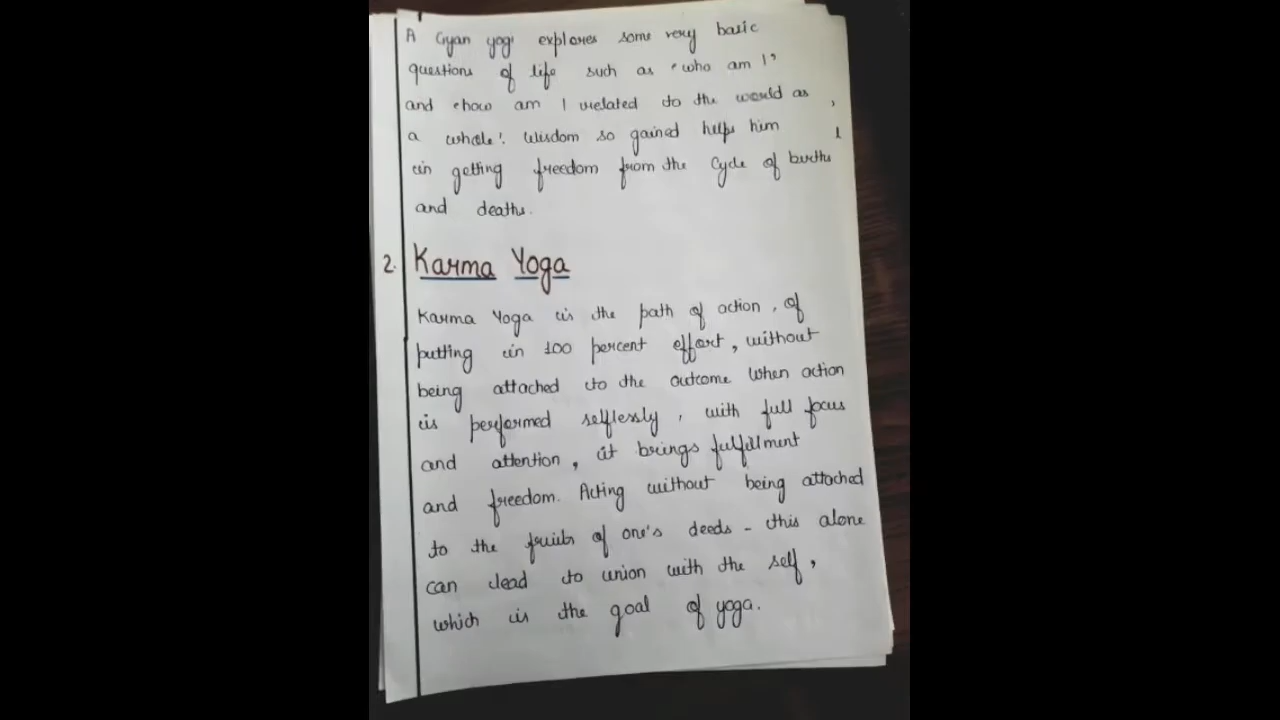 A Gyan yogi explores some very basic
questions of life such as 'who am I'
and 'how am I related to the world as
a whole'. Wisdom so gained helps him
in getting freedom from the cycle of births
and deaths.
2. Karma Yoga
Karma Yoga is the path of action, of
putting in 100 percent effort, without
being attached to the outcome when action
is performed selflessly, with full focus
and attention, it brings fulfillment
and freedom. Acting without being attached
to the fruits of one's deeds - this alone
can lead to union with the self,
which is the goal of yoga.